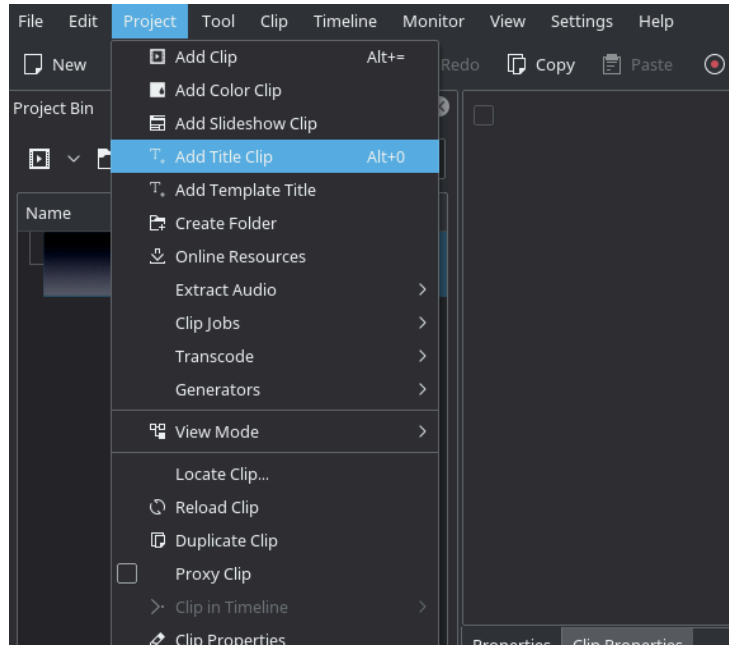 File Edit Project Tool Clip Timeline Monitor View Settings Help
New Redo Copy Paste
Project Bin
Name
Add Clip Alt+=
Add Color Clip
Add Slideshow Clip
Add Title Clip Alt+0
Add Template Title
Create Folder
Online Resources
Extract Audio
Clip Jobs
Transcode
Generators
View Mode
Locate Clip...
Reload Clip
Duplicate Clip
Proxy Clip
Clip in Timeline
Clip Properties
Properties Clip Properties